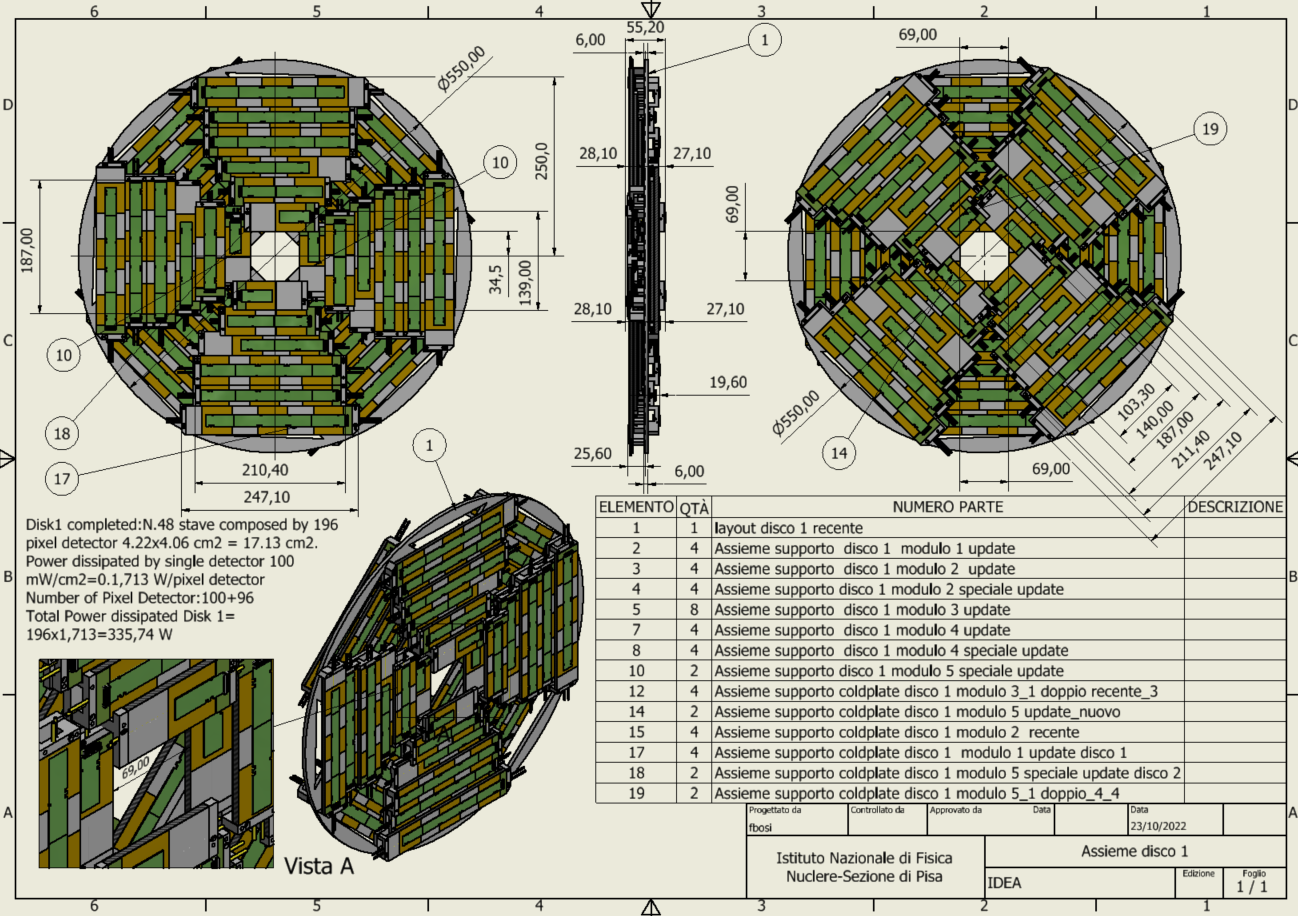 6 5 4 3 2 1
D
C
B
A
D
C
B
A
Ø550,00
10
250,0
187,00
34,5
139,00
10
18
17
210,40
247,10
55,20
6,00
1
28,10
27,10
28,10
27,10
19,60
25,60
6,00
69,00
19
69,00
Ø550,00
14
69,00
103,30
140,00
187,00
211,40
247,10
1
Disk1 completed:N.48 stave composed by 196
pixel detector 4.22x4.06 cm2 = 17.13 cm2.
Power dissipated by single detector 100
mW/cm2=0.1,713 W/pixel detector
Number of Pixel Detector:100+96
Total Power dissipated Disk 1=
196x1,713=335,74 W
69,00
A
Vista A
ELEMENTO QTÀ NUMERO PARTE DESCRIZIONE
1 1 layout disco 1 recente
2 4 Assieme supporto disco 1 modulo 1 update
3 4 Assieme supporto disco 1 modulo 2 update
4 4 Assieme supporto disco 1 modulo 2 speciale update
5 8 Assieme supporto disco 1 modulo 3 update
7 4 Assieme supporto disco 1 modulo 4 update
8 4 Assieme supporto disco 1 modulo 4 speciale update
10 2 Assieme supporto disco 1 modulo 5 speciale update
12 4 Assieme supporto coldplate disco 1 modulo 3_1 doppio recente_3
14 2 Assieme supporto coldplate disco 1 modulo 5 update_nuovo
15 4 Assieme supporto coldplate disco 1 modulo 2 recente
17 4 Assieme supporto coldplate disco 1 modulo 1 update disco 1
18 2 Assieme supporto coldplate disco 1 modulo 5 speciale update disco 2
19 2 Assieme supporto coldplate disco 1 modulo 5_1 doppio_4_4
Progettato da Controllato da Approvato da Data Data
fbosi 23/10/2022
Istituto Nazionale di Fisica
Nuclere-Sezione di Pisa
Assieme disco 1
IDEA
Edizione Foglio
1 / 1
6 5 4 3 2 1